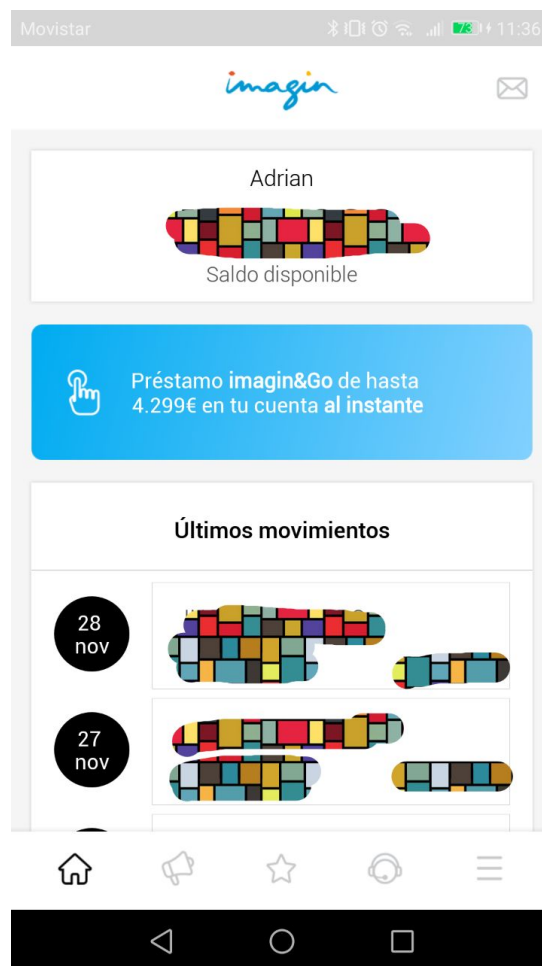 Movistar
73
11:36
imagin
Adrian
Saldo disponible
Préstamo imagin&Go de hasta
4.299€ en tu cuenta al instante
Últimos movimientos
28
nov
27
nov